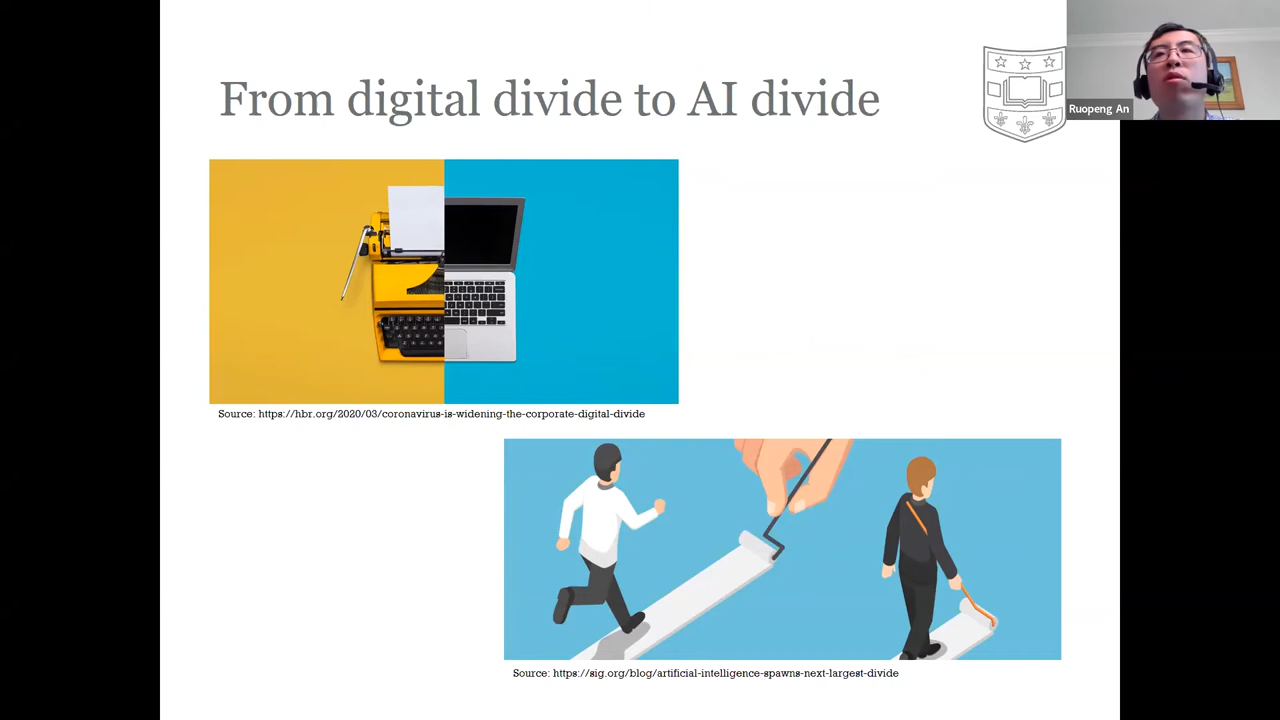 From digital divide to AI divide
Ruopeng An
Source: https://hbr.org/2020/03/coronavirus-is-widening-the-corporate-digital-divide
Source: https://sig.org/blog/artificial-intelligence-spawns-next-largest-divide